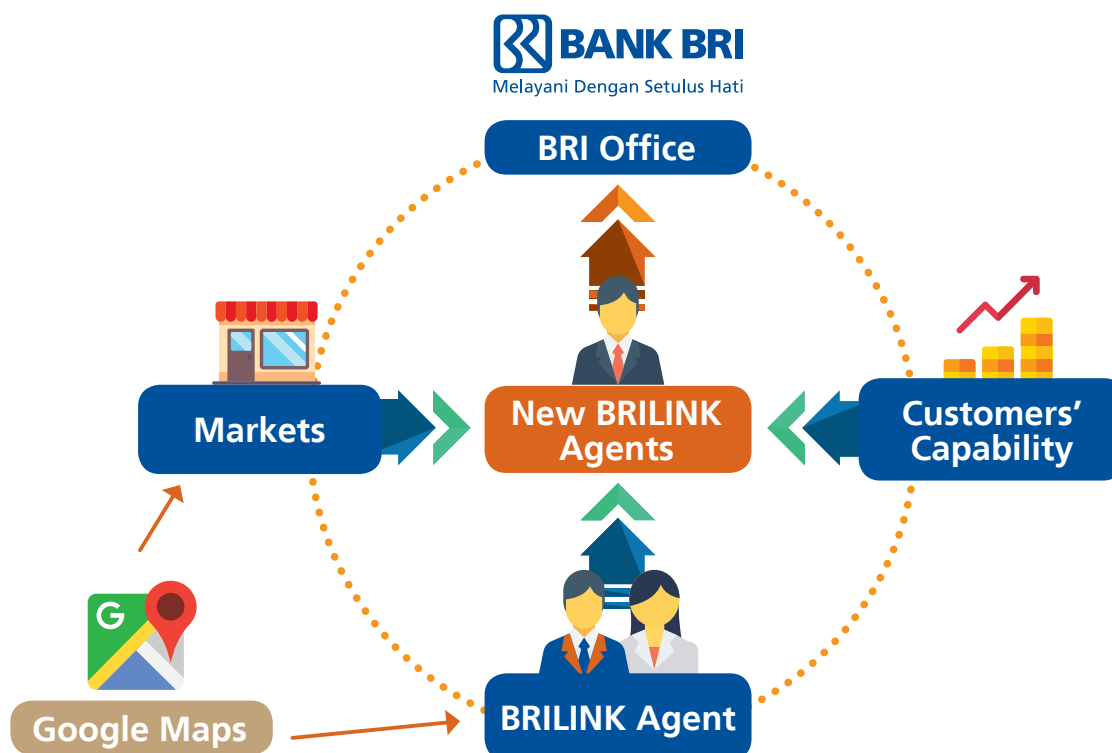 BANK BRI
Melayani Dengan Setulus Hati
BRI Office
Markets
New BRILINK
Agents
Customers’
Capability
G
Google Maps
BRILINK Agent